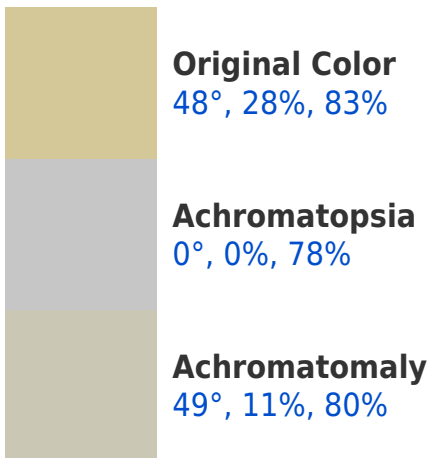 Original Color
48°, 28%, 83%
Achromatopsia
0°, 0%, 78%
Achromatomaly
49°, 11%, 80%